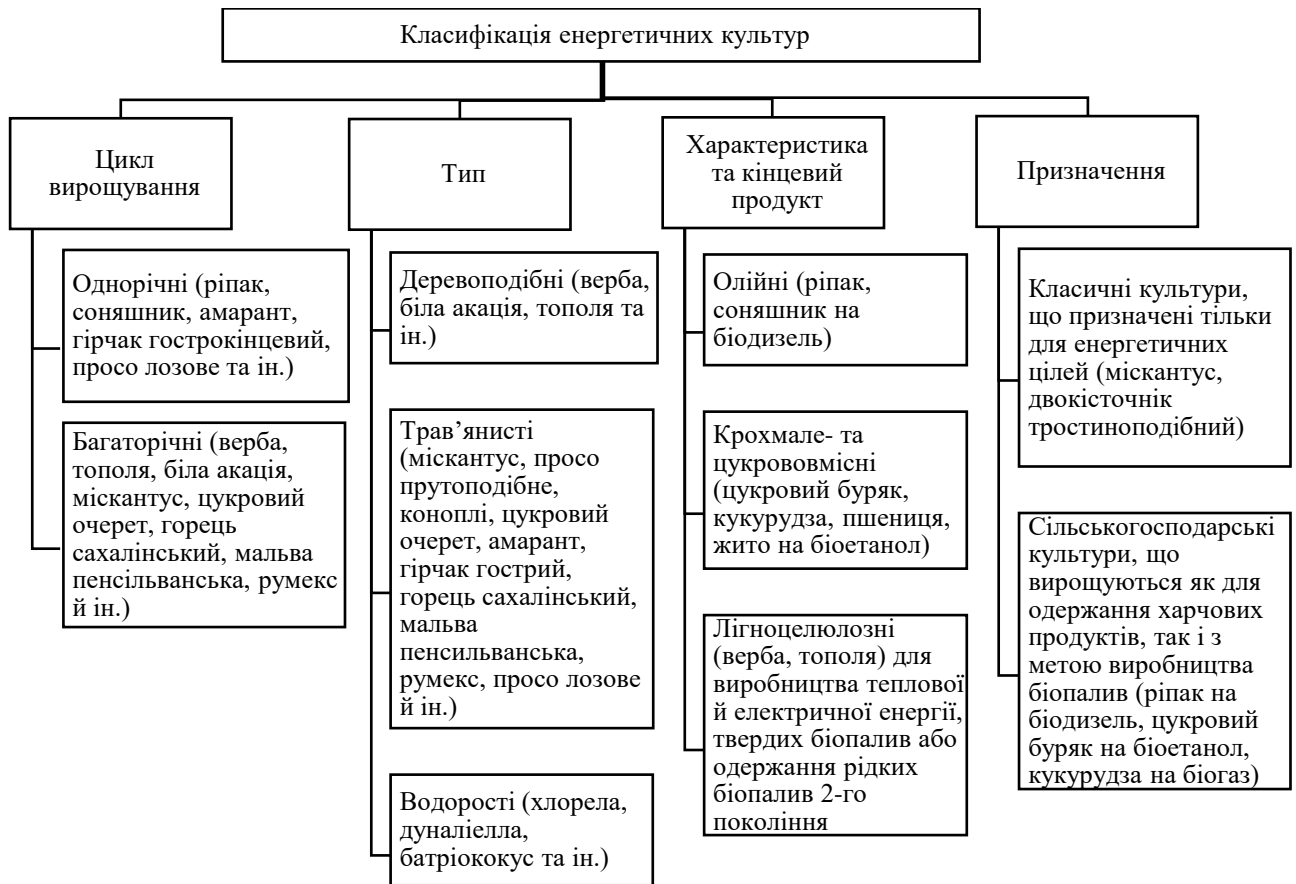 Класифікація енергетичних культур
Цикл
вирощування
Однорічні (ріпак,
соняшник, амарант,
гірчак гострокінцевий,
просо лозове та ін.)
Багаторічні (верба,
тополя, біла акація,
міскантус, цукровий
очерет, горець
сахалінський, мальва
пенсільванська, румекс
й ін.)
Тип
Деревоподібні (верба,
біла акація, тополя та
ін.)
Трав’янисті
(міскантус, просо
прутоподібне,
коноплі, цукровий
очерет, амарант,
гірчак гострий,
горець сахалінський,
мальва
пенсильванська,
румекс, просо лозове
й ін.)
Водорості (хлорела,
дуналіелла,
батріококус та ін.)
Характеристика
та кінцевий
продукт
Олійні (ріпак,
соняшник на
біодизель)
Крохмале- та
цукрововмісні
(цукровий буряк,
кукурудза, пшениця,
жито на біоетанол)
Лігноцелюлозні
(верба, тополя) для
виробництва теплової
й електричної енергії,
твердих біопалив або
одержання рідких
біопалив 2-го
покоління
Призначення
Класичні культури,
що призначені тільки
для енергетичних
цілей (міскантус,
двокісточнік
тростиноподібний)
Сільськогосподарські
культури, що
вирощуються як для
одержання харчових
продуктів, так і з
метою виробництва
біопалив (ріпак на
біодизель, цукровий
буряк на біоетанол,
кукурудза на біогаз)